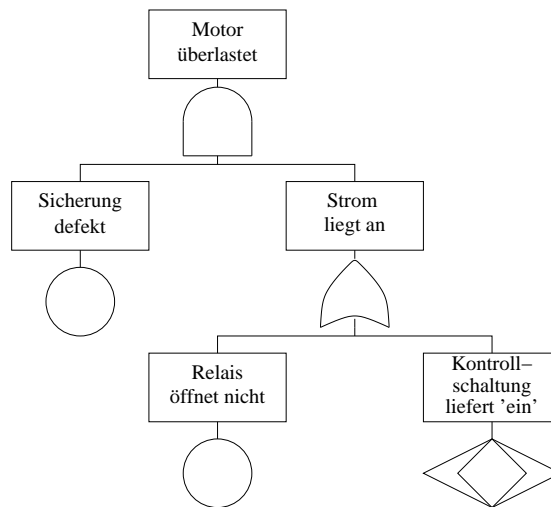 Motor
überlastet
Sicherung
defekt
Strom
liegt an
Relais
öffnet nicht
Kontroll–
schaltung
liefert 'ein'